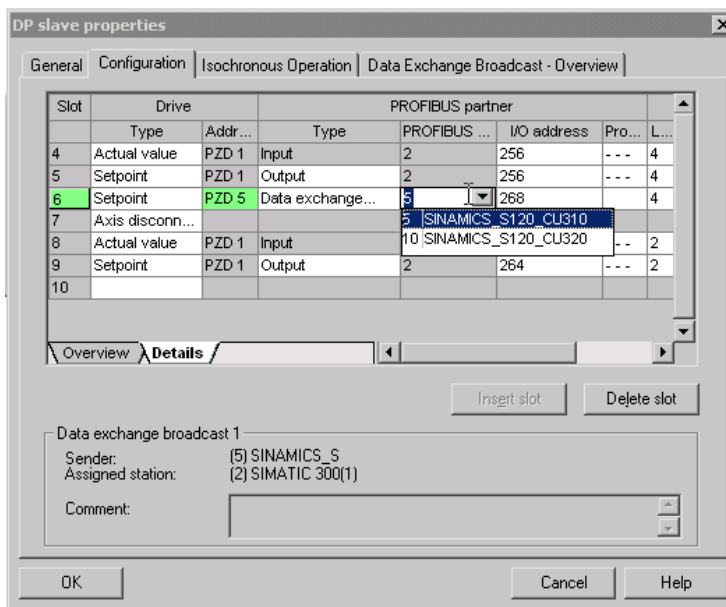 DP slave properties
General Configuration Isochronous Operation Data Exchange Broadcast - Overview
Slot Drive PROFIBUS partner
Type Addr... Type PROFIBUS ... I/O address Pro... L...
4 Actual value PZD 1 Input 2 256 - - - 4
5 Setpoint PZD 1 Output 2 256 - - - 4
6 Setpoint PZD 5 Data exchange... 5 268 4
7 Axis disconn... 5 SINAMICS_S120_CU310
8 Actual value PZD 1 Input 10 SINAMICS_S120_CU320 - - - 2
9 Setpoint PZD 1 Output 2 264 - - - 2
10
Overview Details
Insert slot Delete slot
Data exchange broadcast 1
Sender: (5) SINAMICS_S
Assigned station: (2) SIMATIC 300(1)
Comment:
OK Cancel Help